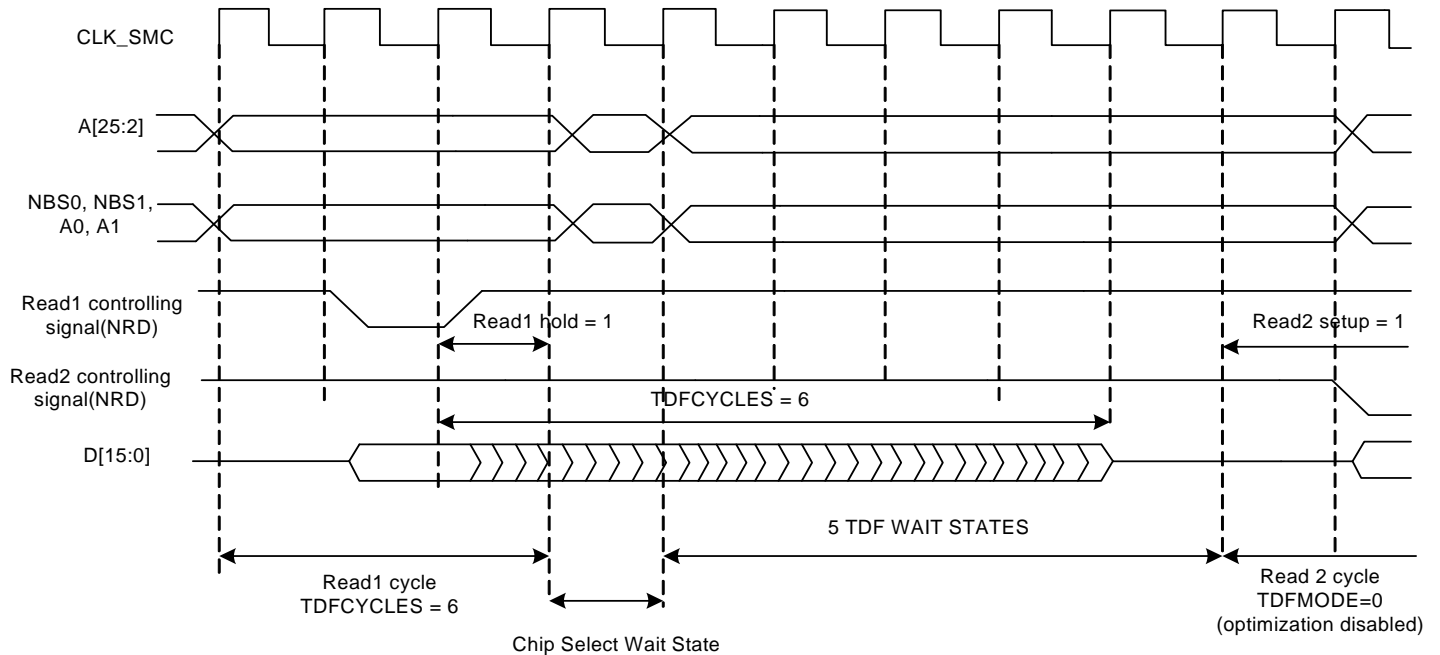 CLK_SMC
A[25:2]
NBS0, NBS1,
A0, A1
Read1 controlling
signal(NRD)
Read1 hold = 1
Read2 setup = 1
Read2 controlling
signal(NRD)
TDFCYCLES = 6
D[15:0]
5 TDF WAIT STATES
Read1 cycle
TDFCYCLES = 6
Chip Select Wait State
Read 2 cycle
TDFMODE=0
(optimization disabled)